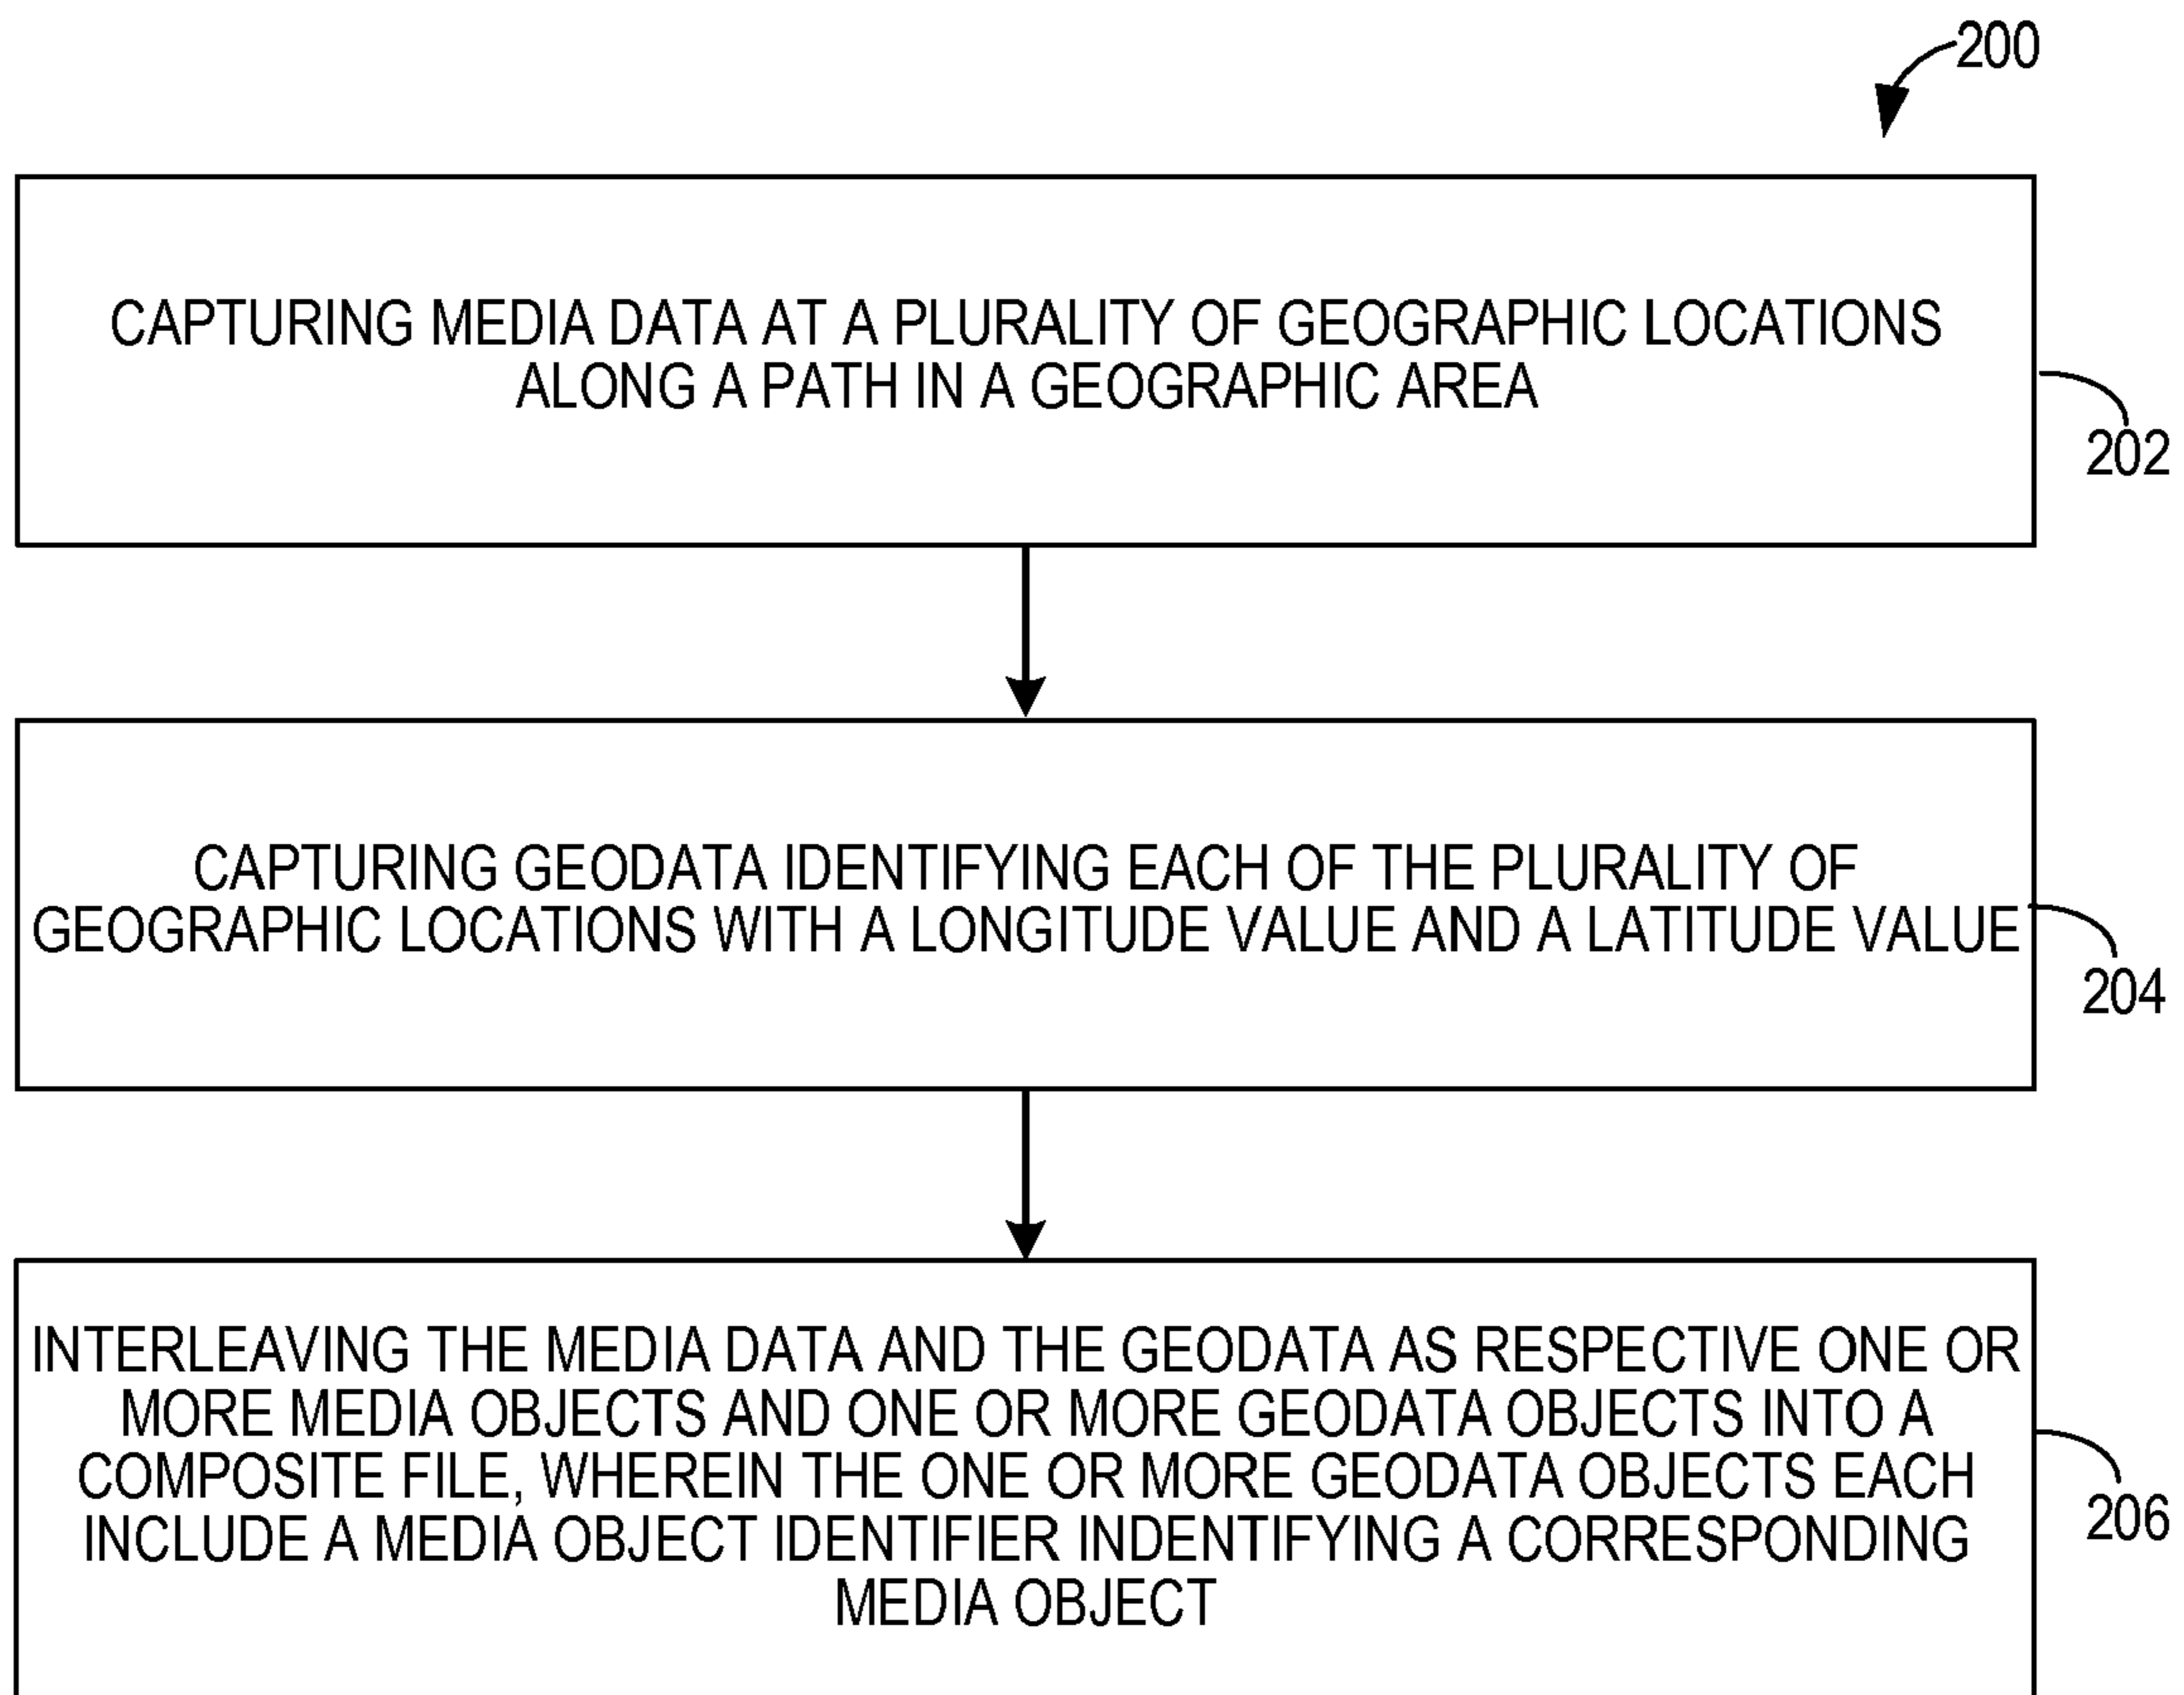 200
CAPTURING MEDIA DATA AT A PLURALITY OF GEOGRAPHIC LOCATIONS
ALONG A PATH IN A GEOGRAPHIC AREA
202
CAPTURING GEODATA IDENTIFYING EACH OF THE PLURALITY OF
GEOGRAPHIC LOCATIONS WITH A LONGITUDE VALUE AND A LATITUDE VALUE
204
INTERLEAVING THE MEDIA DATA AND THE GEODATA AS RESPECTIVE ONE OR
MORE MEDIA OBJECTS AND ONE OR MORE GEODATA OBJECTS INTO A
COMPOSITE FILE, WHEREIN THE ONE OR MORE GEODATA OBJECTS EACH
INCLUDE A MEDIA OBJECT IDENTIFIER INDENTIFYING A CORRESPONDING
MEDIA OBJECT
206